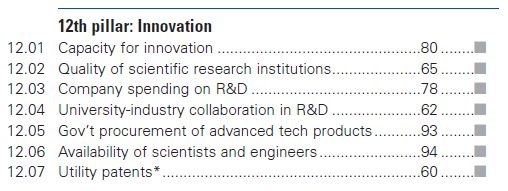 12th pillar: Innovation
12.01 Capacity for innovation ..........................................80 ........■
12.02 Quality of scientific research institutions...................65 ........■
12.03 Company spending on R&D ...................................78 ........■
12.04 University-industry collaboration in R&D ..................62 ........■
12.05 Gov't procurement of advanced tech products ..........93 ........■
12.06 Availability of scientists and engineers.....................94 ........■
12.07 Utility patents*.....................................................60 ........■